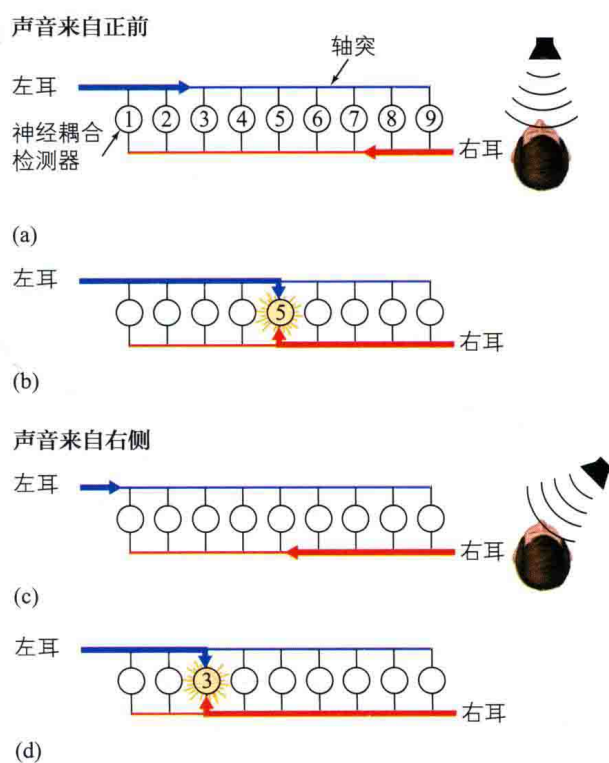 声音来自正前
轴突
左耳
1 2 3 4 5 6 7 8 9
神经耦合
检测器
右耳
(a)
左耳
5
右耳
(b)
声音来自右侧
左耳
右耳
(c)
左耳
3
右耳
(d)